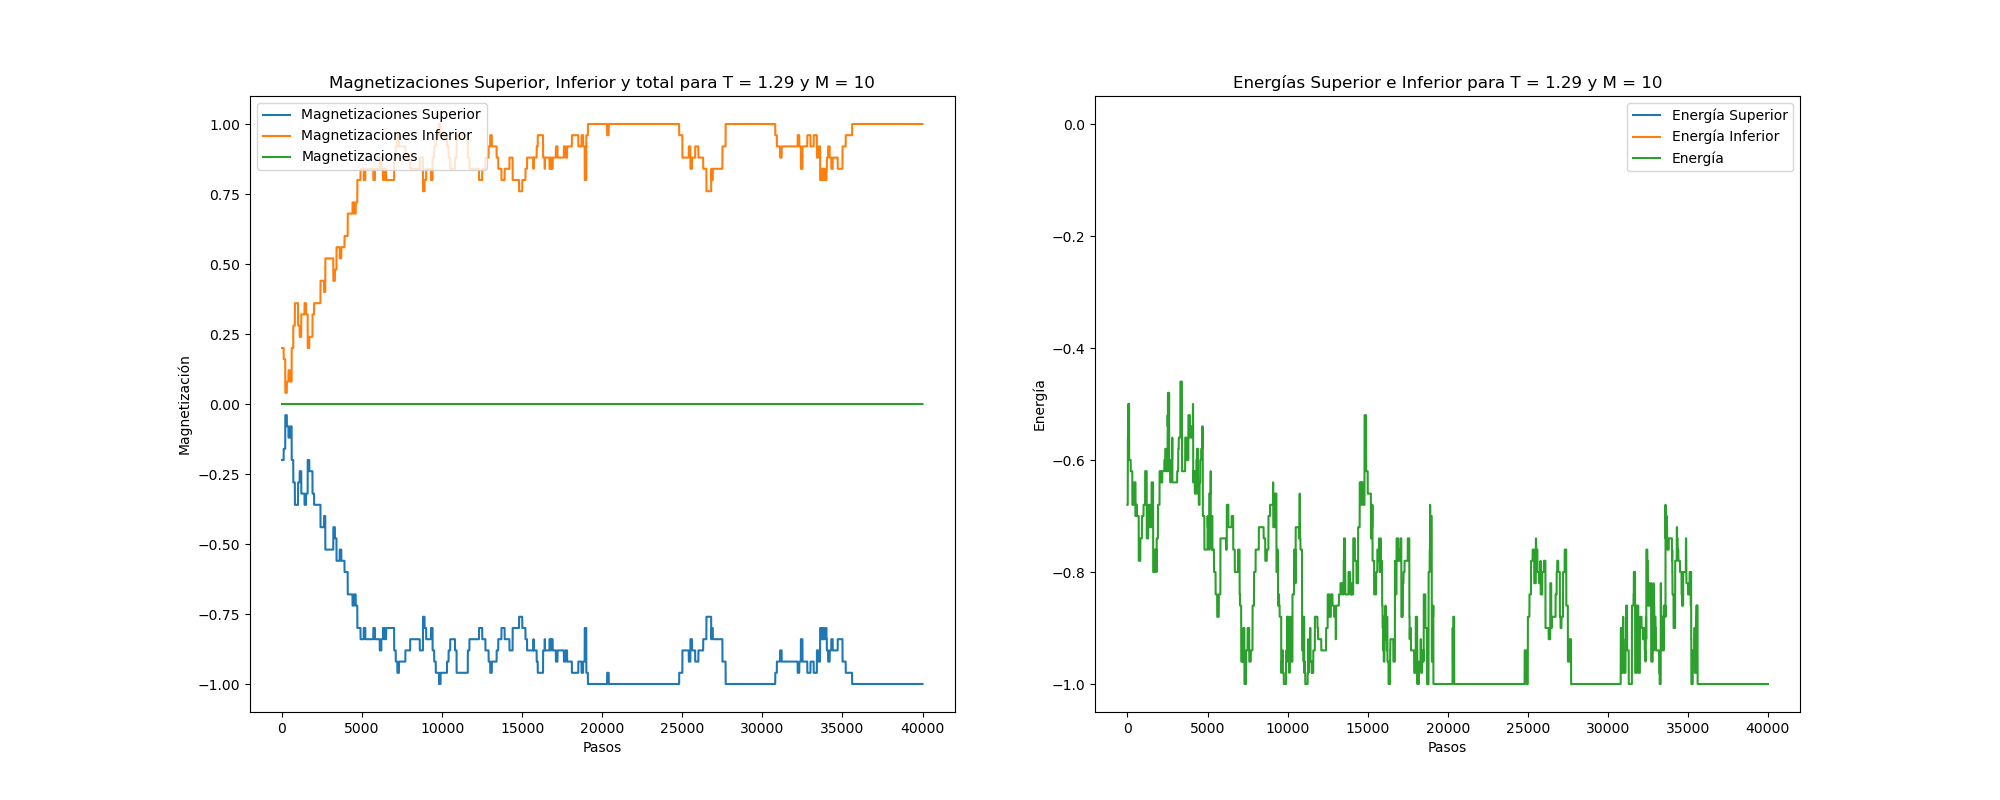 Magnetizaciones Superior, Inferior y total para T = 1.29 y M = 10
Magnetizaciones Superior
Magnetizaciones Inferior
Magnetizaciones
1.00
0.75
0.50
0.25
0.00
−0.25
−0.50
−0.75
−1.00
Magnetización
0 5000 10000 15000 20000 25000 30000 35000 40000
Pasos
Energías Superior e Inferior para T = 1.29 y M = 10
Energía Superior
Energía Inferior
Energía
0.0
−0.2
−0.4
−0.6
−0.8
−1.0
Energía
0 5000 10000 15000 20000 25000 30000 35000 40000
Pasos